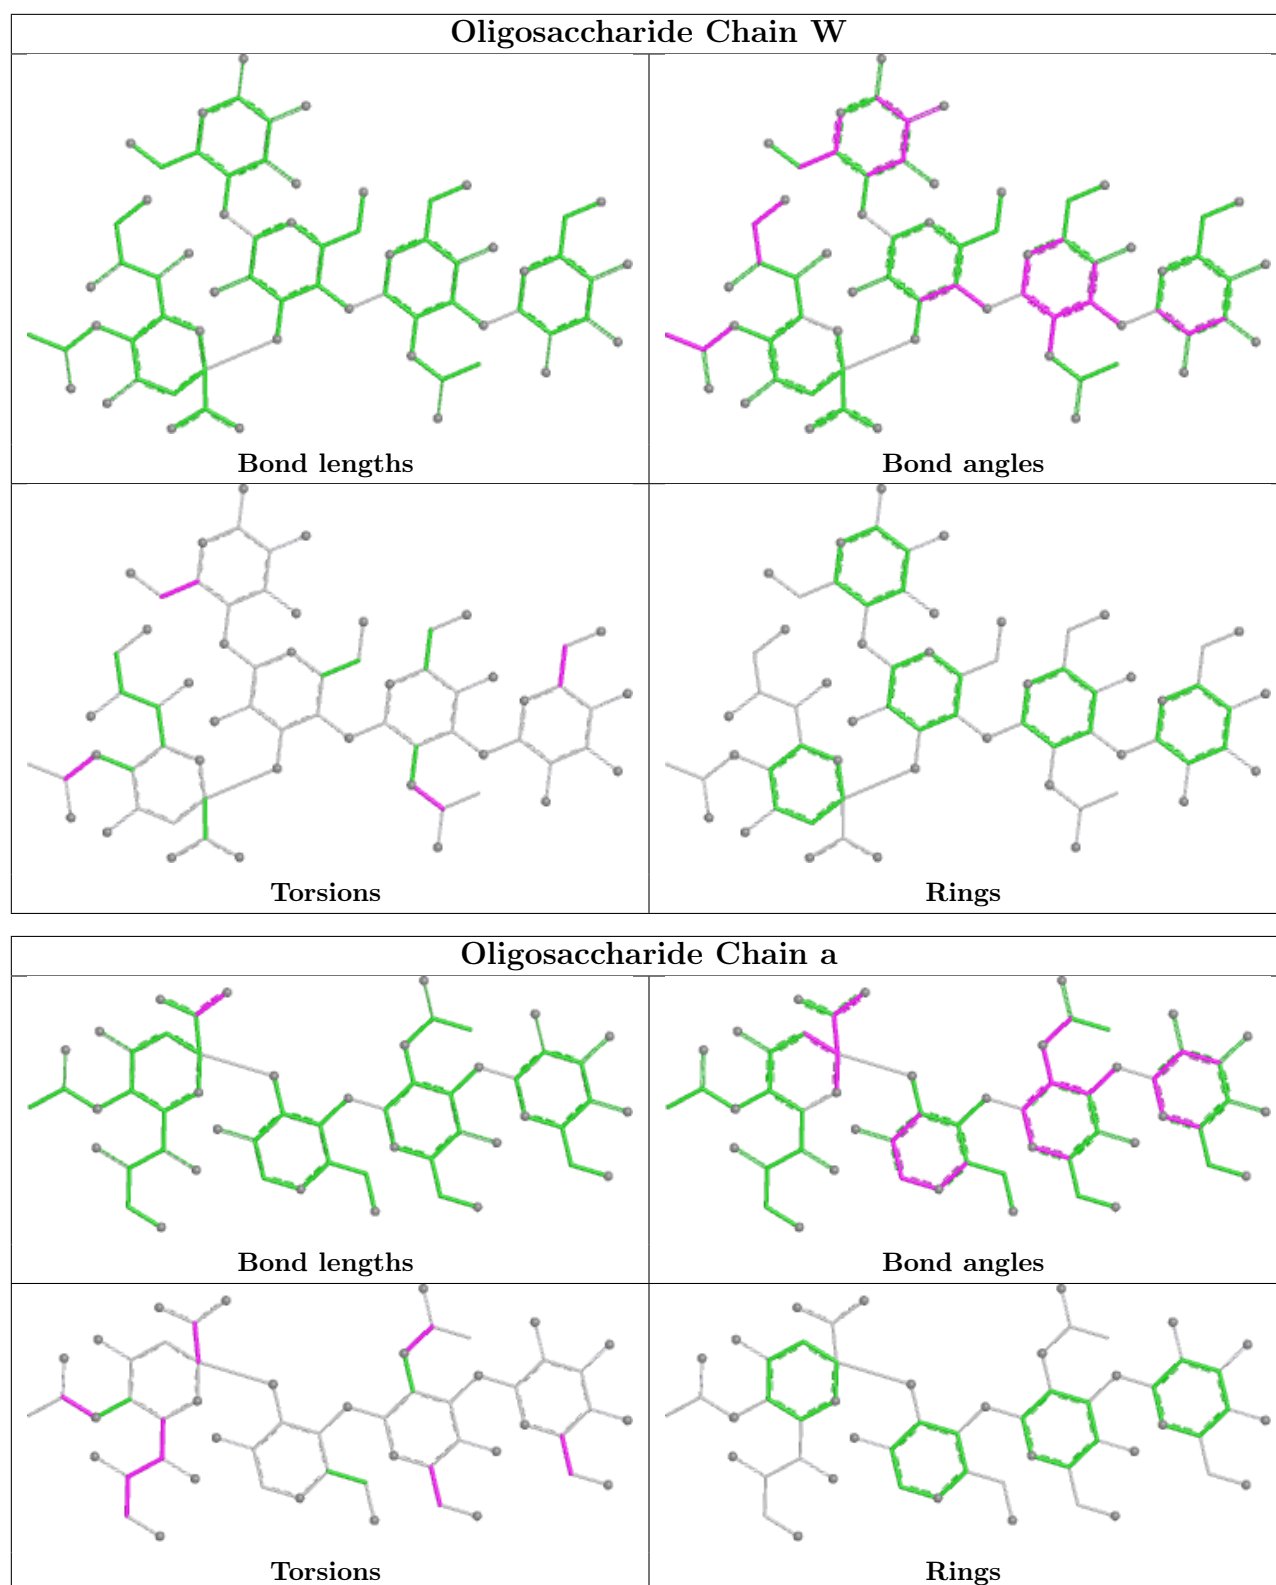 Oligosaccharide Chain W
Bond lengths
Bond angles
Torsions
Rings
Oligosaccharide Chain a
Bond lengths
Bond angles
Torsions
Rings